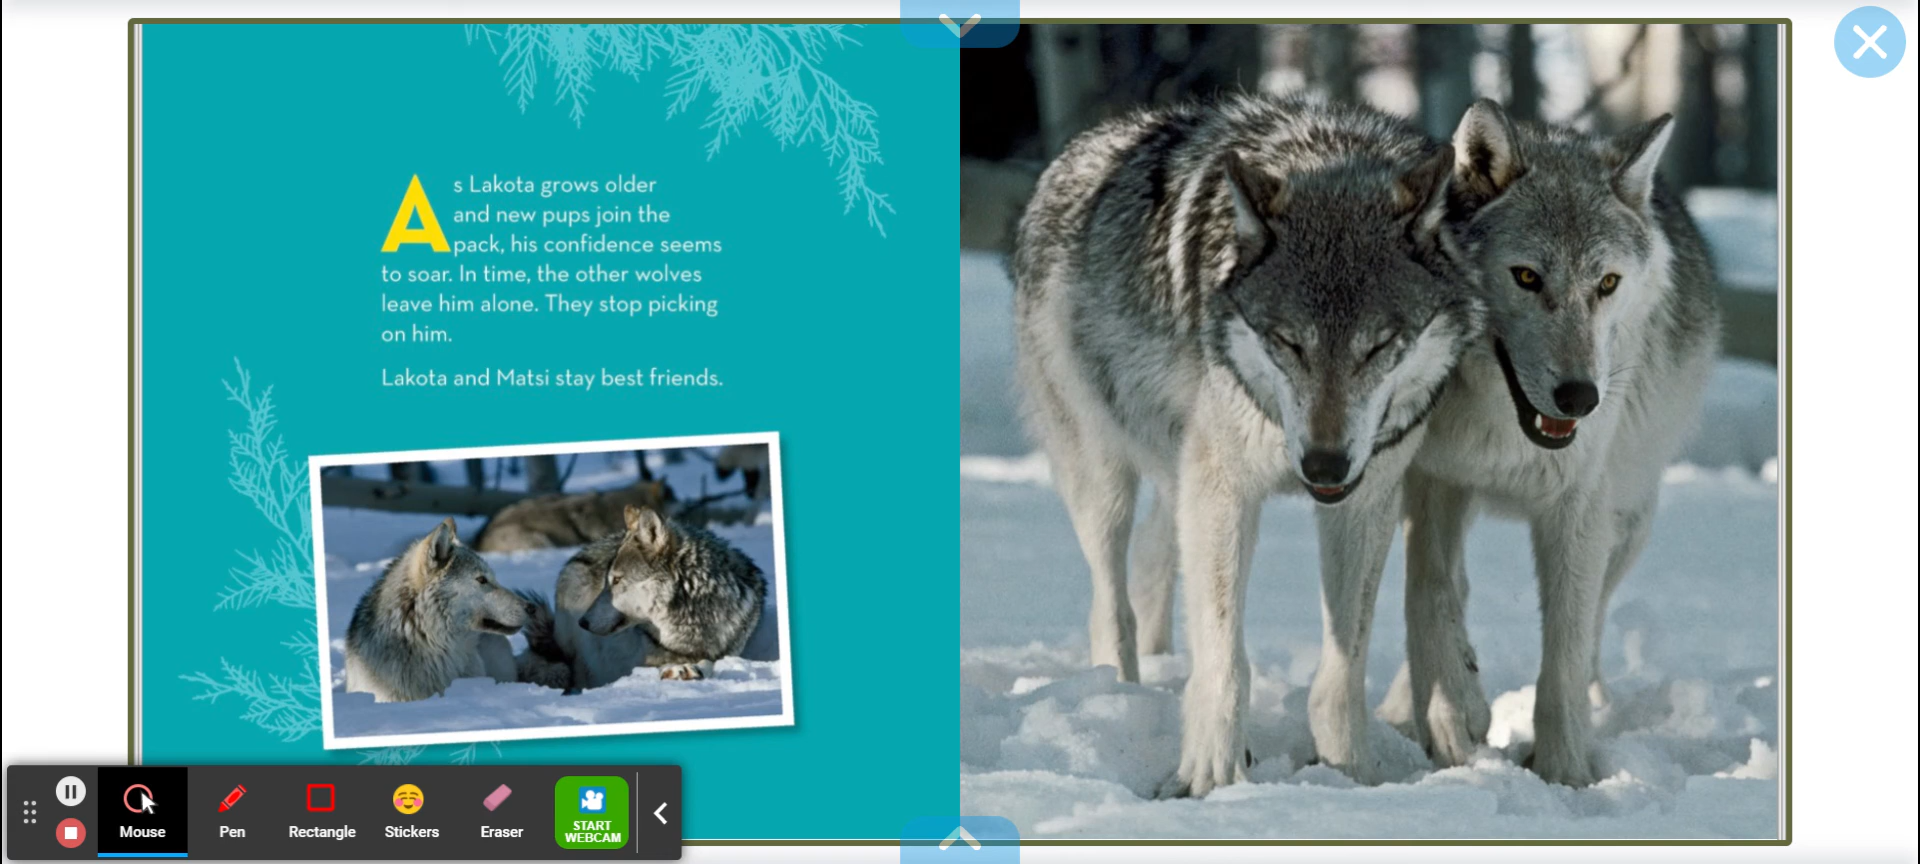 As Lakota grows older
and new pups join the
pack, his confidence seems
to soar. In time, the other wolves
leave him alone. They stop picking
on him.
Lakota and Matsi stay best friends.
Mouse
Pen
Rectangle
Stickers
Eraser
START
WEBCAM